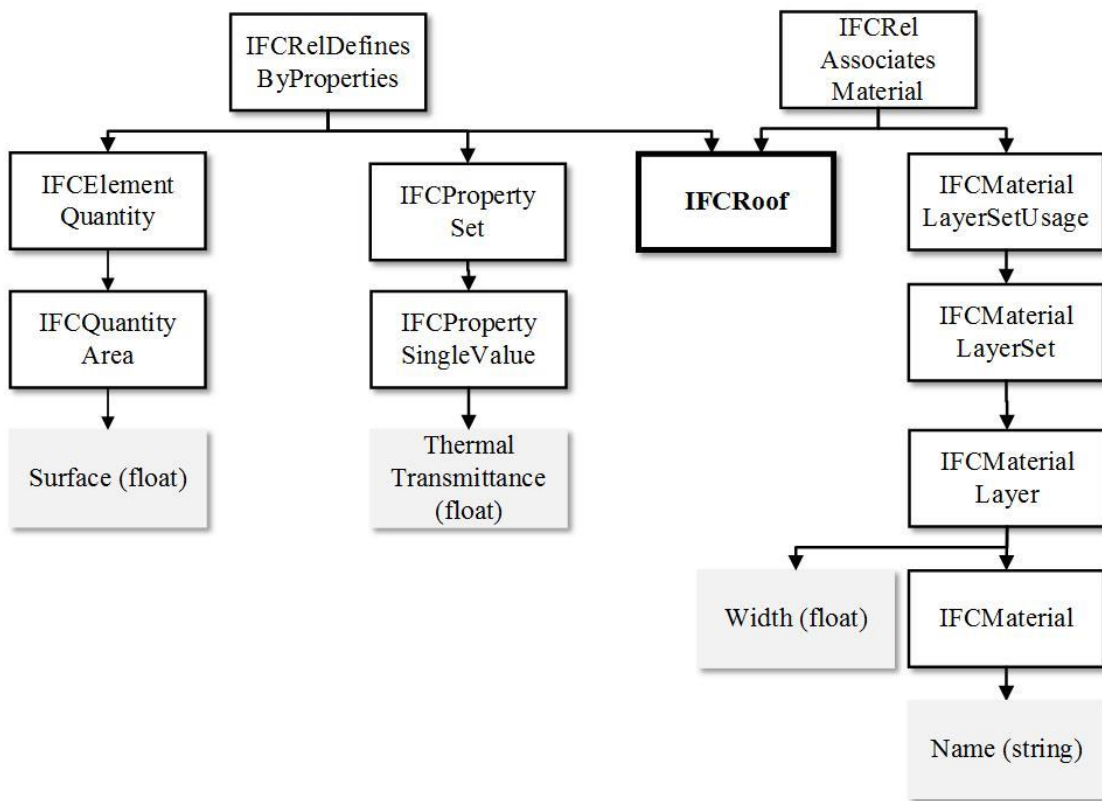 IFCRelDefines
ByProperties
IFCRel
Associates
Material
IFCElement
Quantity
IFCProperty
Set
IFCRoof
IFCMaterial
LayerSetUsage
IFCQuantity
Area
IFCProperty
SingleValue
IFCMaterial
LayerSet
Surface (float)
Thermal
Transmittance
(float)
IFCMaterial
Layer
Width (float)
IFCMaterial
Name (string)